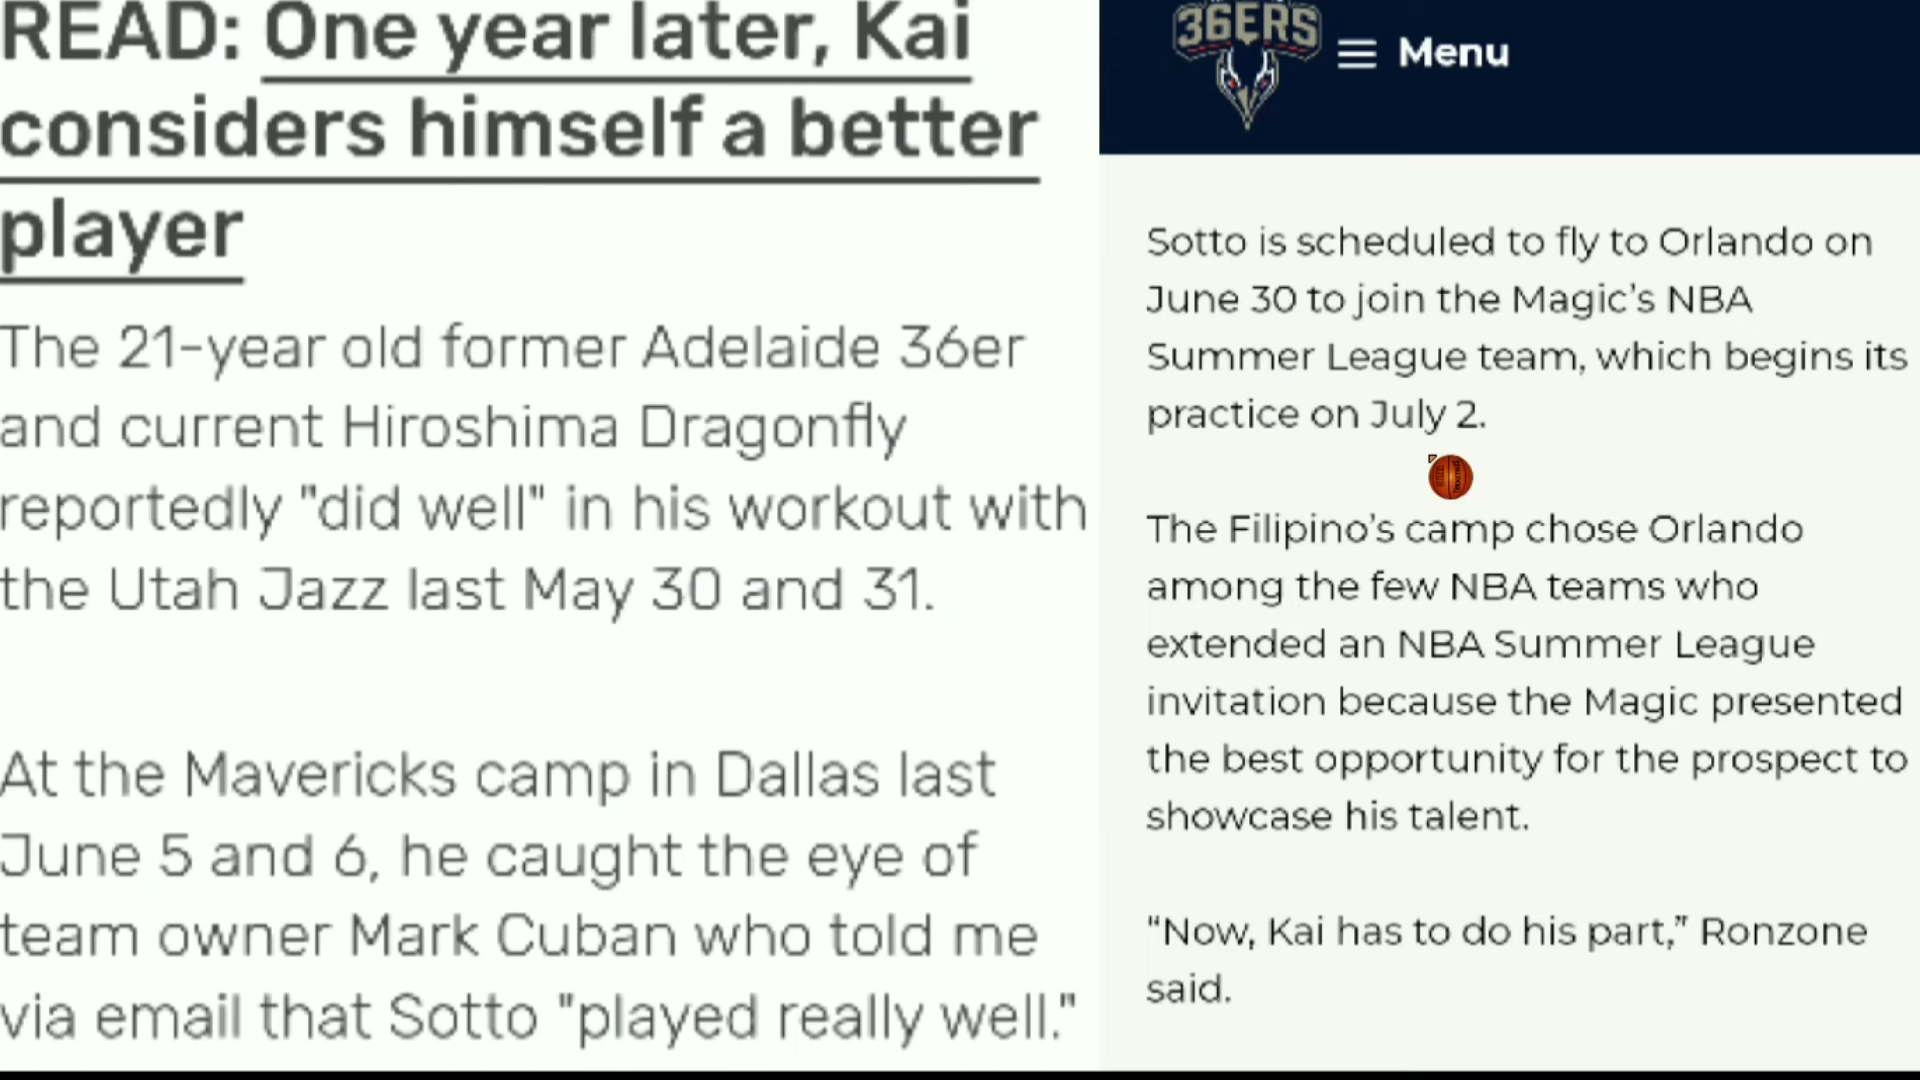 READ: One year later, Kai
considers himself a better
player
The 21-year old former Adelaide 36er
and current Hiroshima Dragonfly
reportedly "did well" in his workout with
the Utah Jazz last May 30 and 31.
At the Mavericks camp in Dallas last
June 5 and 6, he caught the eye of
team owner Mark Cuban who told me
via email that Sotto "played really well."
36ERS
Menu
Sotto is scheduled to fly to Orlando on
June 30 to join the Magic’s NBA
Summer League team, which begins its
practice on July 2.
The Filipino’s camp chose Orlando
among the few NBA teams who
extended an NBA Summer League
invitation because the Magic presented
the best opportunity for the prospect to
showcase his talent.
“Now, Kai has to do his part,” Ronzone
said.